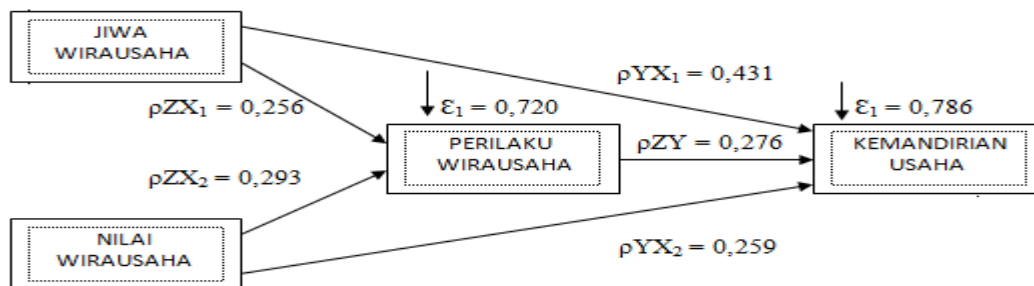 JIWA
WIRAUSAHA
ρYX₁ = 0,431
ρZX₁ = 0,256
Ɛ₁ = 0,720
Ɛ₁ = 0,786
PERILAKU
WIRAUSAHA
ρZY = 0,276
KEMANDIRIAN
USAHA
ρZX₂ = 0,293
NILAI
WIRAUSAHA
ρYX₂ = 0,259